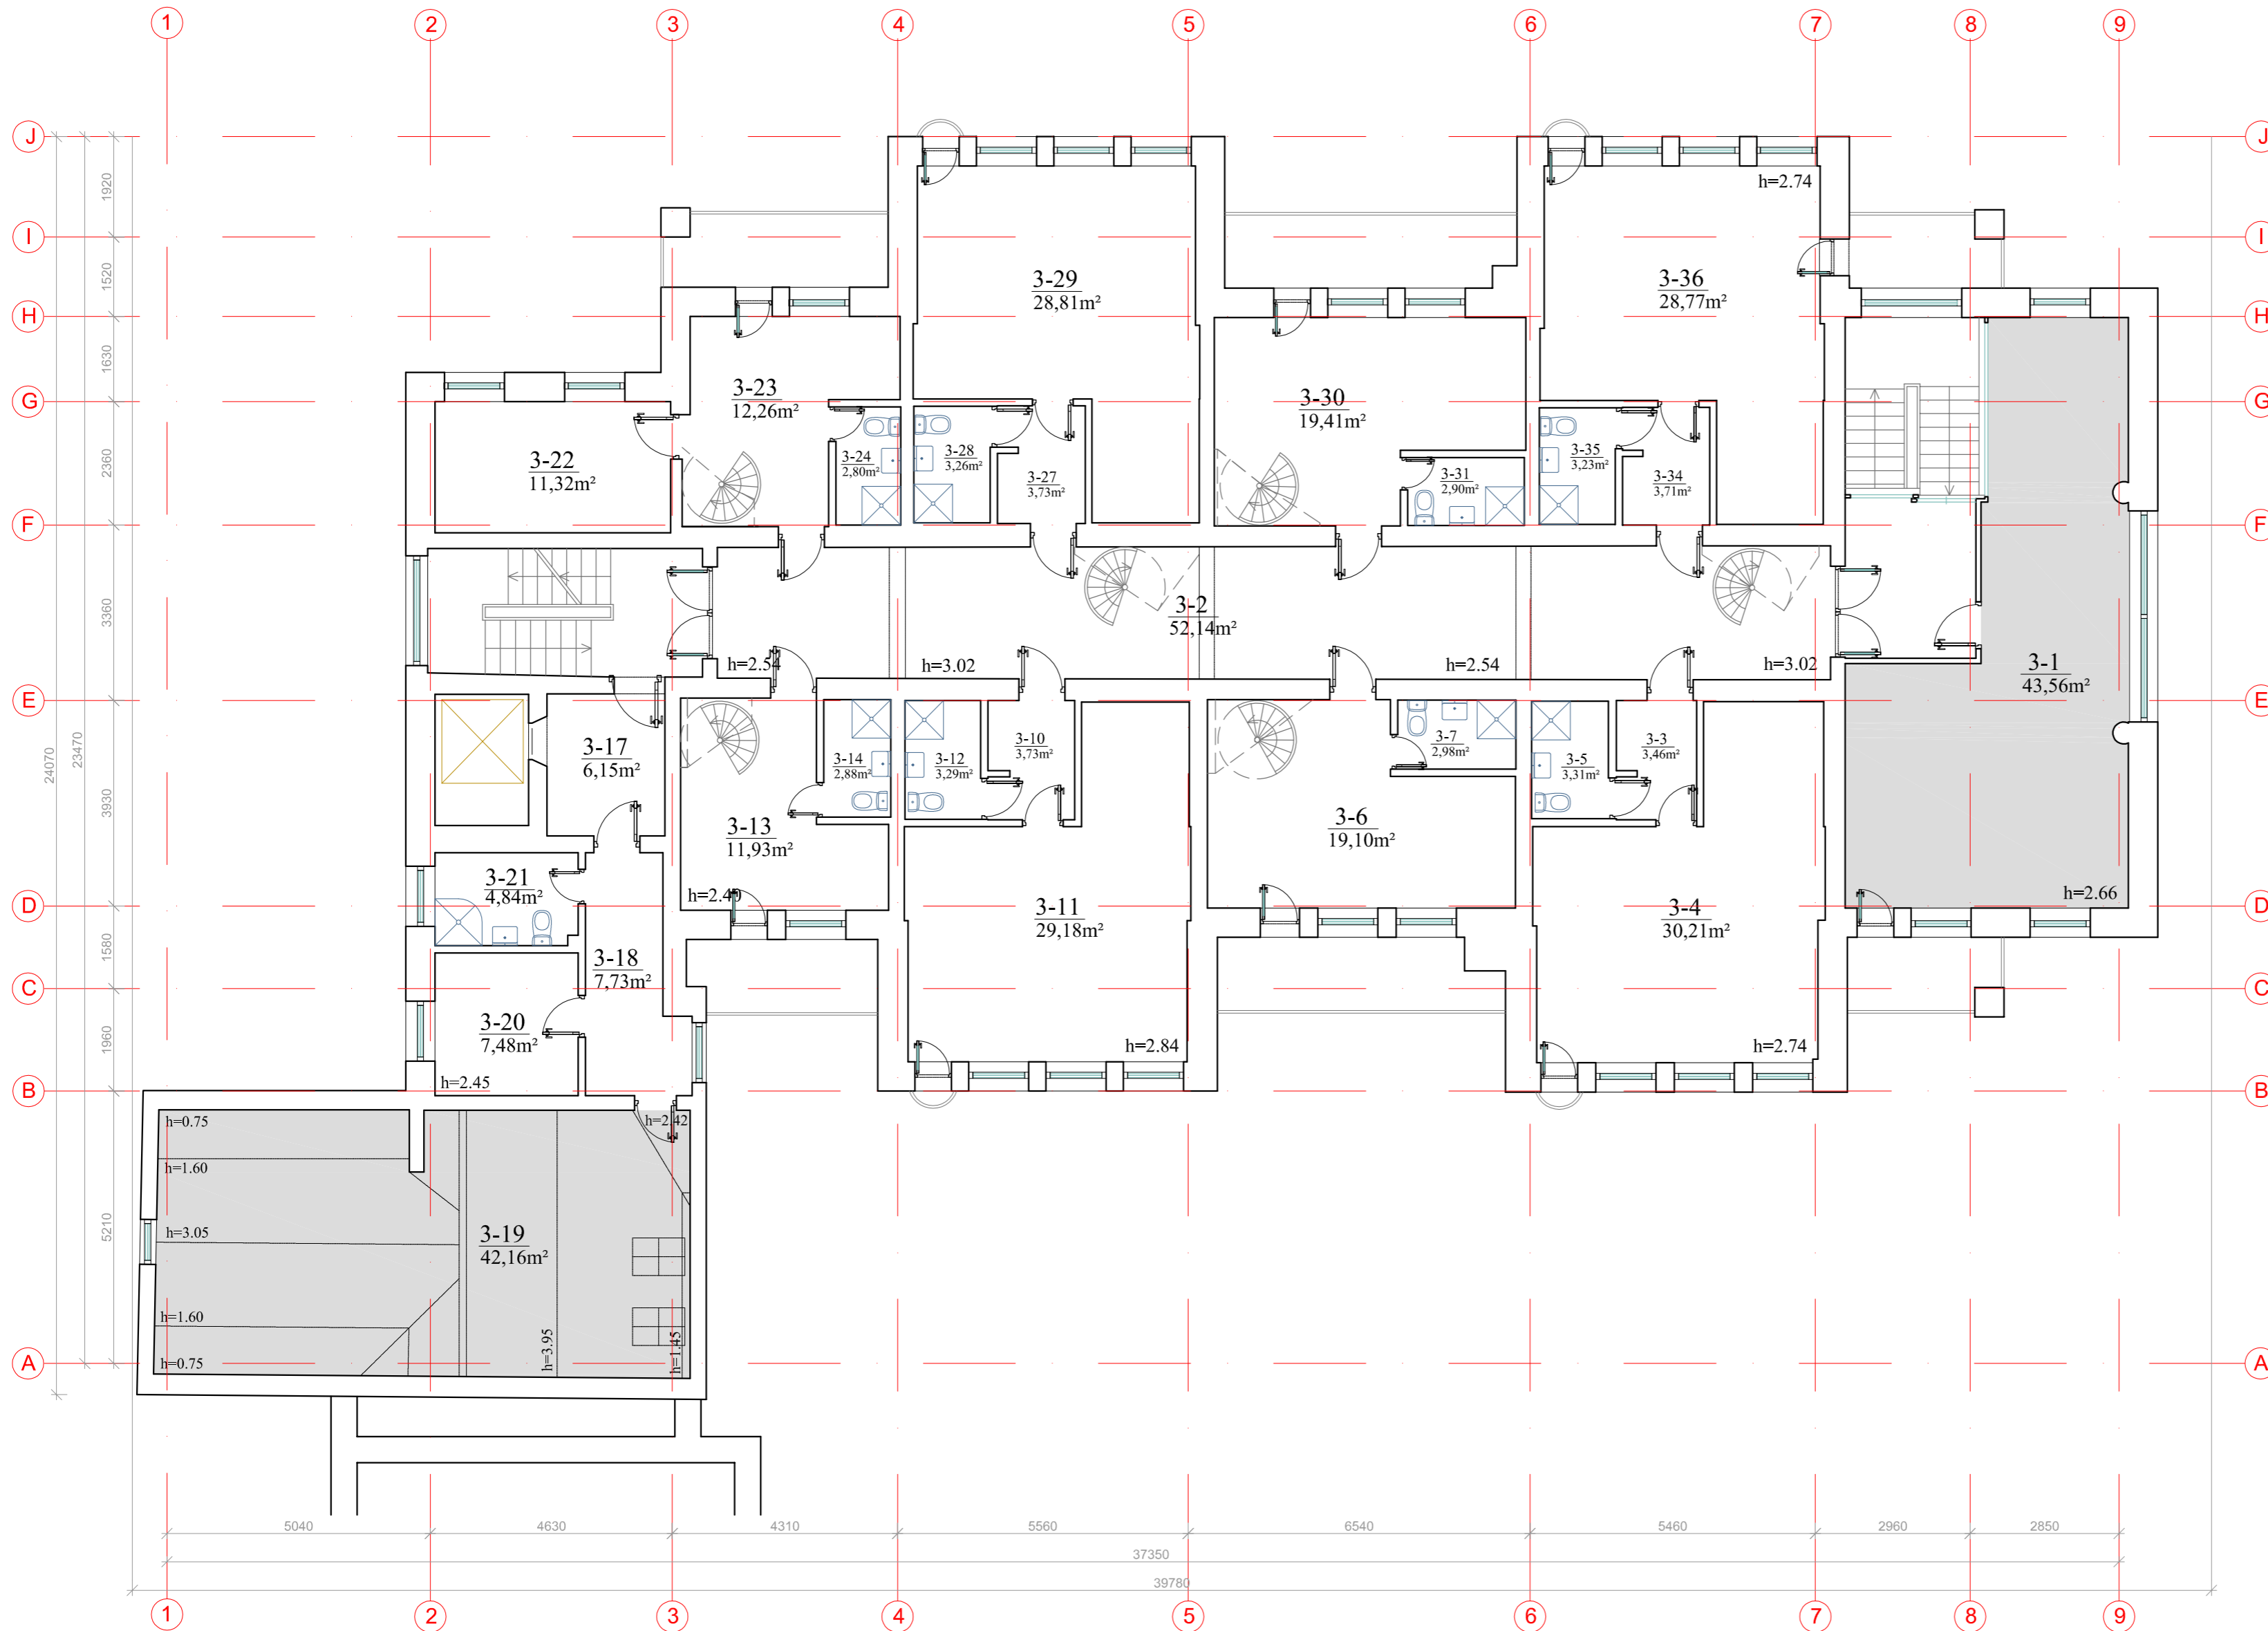 1 2 3 4 5 6 7 8 9
J J
1920
h=2.74
I I
1520
3-29
28,81m²
3-36
28,77m²
H H
1630
3-23
12,26m²
3-30
19,41m²
G G
3-22
11,32m²
3-24
2,80m²
3-28
3,26m²
3-27
3,73m²
3-31
2,90m²
3-35
3,23m²
3-34
3,71m²
2360
F F
3360
3-2
52,14m²
h=2.54
h=3.02
h=2.54
h=3.02
3-1
43,56m²
E E
3-17
6,15m²
3-14
2,88m²
3-12
3,29m²
3-10
3,73m²
3-7
2,98m²
3-5
3,31m²
3-3
3,46m²
24070
23470
3930
3-13
11,93m²
3-6
19,10m²
3-21
4,84m²
h=2.40
h=2.66
D D
3-11
29,18m²
3-4
30,21m²
1580
3-18
7,73m²
C C
3-20
7,48m²
1960
h=2.84
h=2.74
h=2.45
B B
h=0.75
h=2.42
h=1.60
5210
h=3.05
3-19
42,16m²
h=1.60
h=3.95
h=1.45
h=0.75
A A
5040 4630 4310 5560 6540 5460 2960 2850
37350
39780
1 2 3 4 5 6 7 8 9